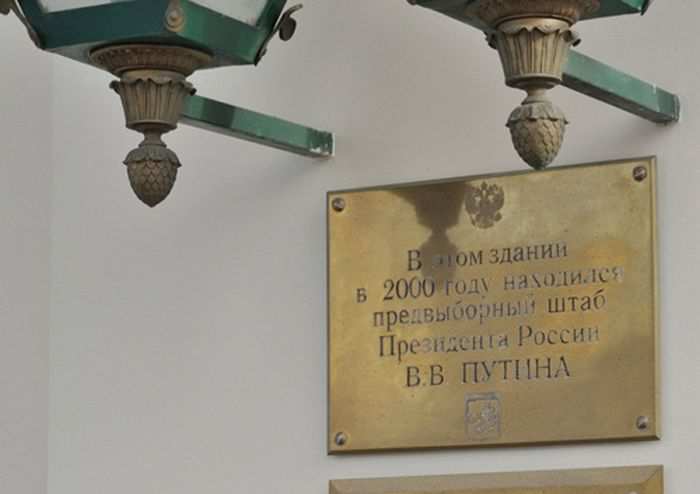 В этом здании
в 2000 году находился
предвыборный штаб
Президента России
В.В ПУТИНА